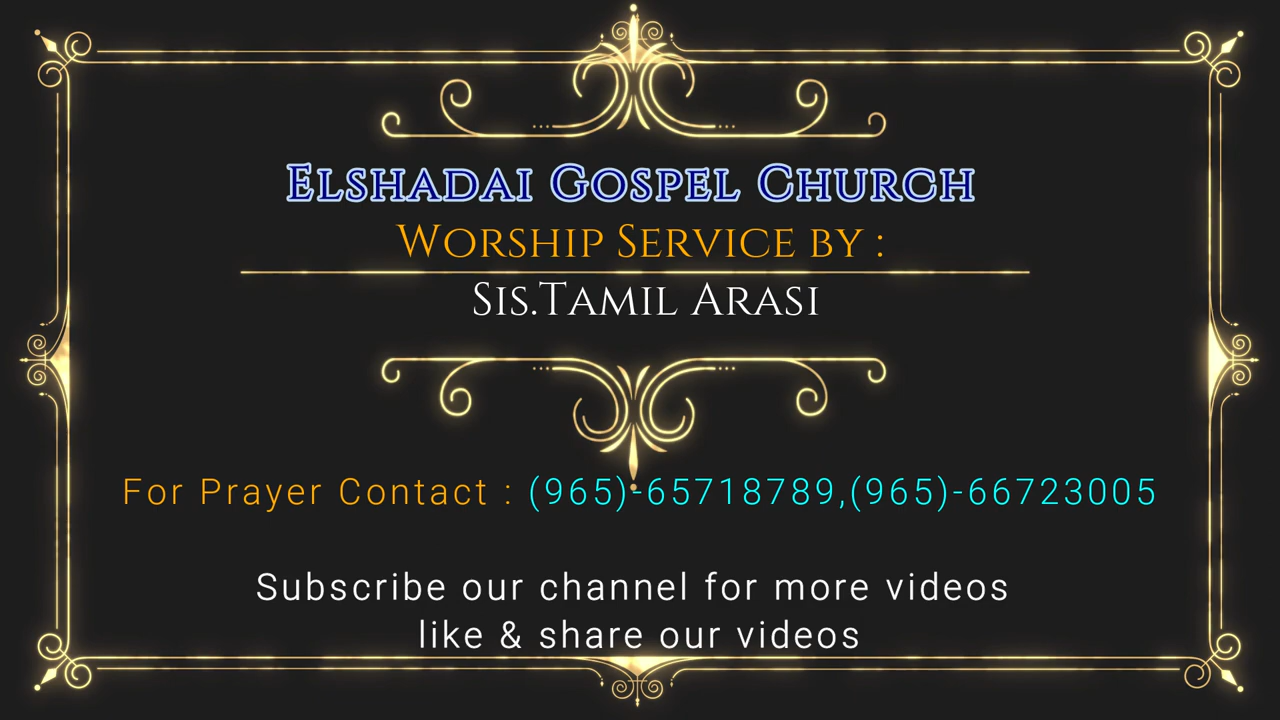 Elshadai Gospel Church
Worship Service by :
Sis.Tamil Arasi
For Prayer Contact : (965)-65718789,(965)-66723005
Subscribe our channel for more videos
like & share our videos